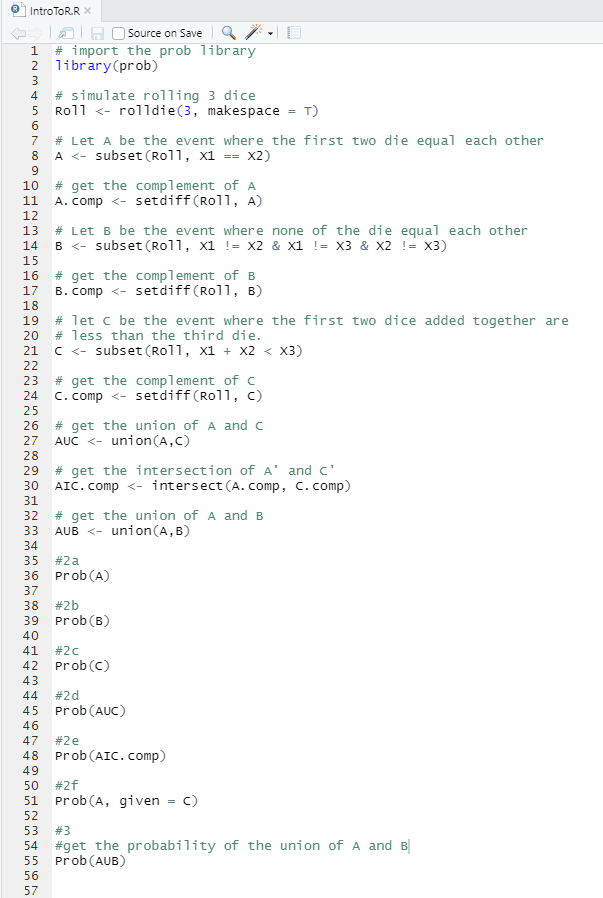 IntroToR.R
Source on Save
1 # import the prob library
2 library(prob)
3
4 # simulate rolling 3 dice
5 Roll <- rolldie(3, makespace = T)
6
7 # Let A be the event where the first two die equal each other
8 A <- subset(Roll, X1 == X2)
9
10 # get the complement of A
11 A.comp <- setdiff(Roll, A)
12
13 # Let B be the event where none of the die equal each other
14 B <- subset(Roll, X1 != X2 & X1 != X3 & X2 != X3)
15
16 # get the complement of B
17 B.comp <- setdiff(Roll, B)
18
19 # let C be the event where the first two dice added together are
20 # less than the third die.
21 C <- subset(Roll, X1 + X2 < X3)
22
23 # get the complement of C
24 C.comp <- setdiff(Roll, C)
25
26 # get the union of A and C
27 AUC <- union(A,C)
28
29 # get the intersection of A' and C'
30 AIC.comp <- intersect(A.comp, C.comp)
31
32 # get the union of A and B
33 AUB <- union(A,B)
34
35 #2a
36 Prob(A)
37
38 #2b
39 Prob(B)
40
41 #2c
42 Prob(C)
43
44 #2d
45 Prob(AUC)
46
47 #2e
48 Prob(AIC.comp)
49
50 #2f
51 Prob(A, given = C)
52
53 #3
54 #get the probability of the union of A and B
55 Prob(AUB)
56
57